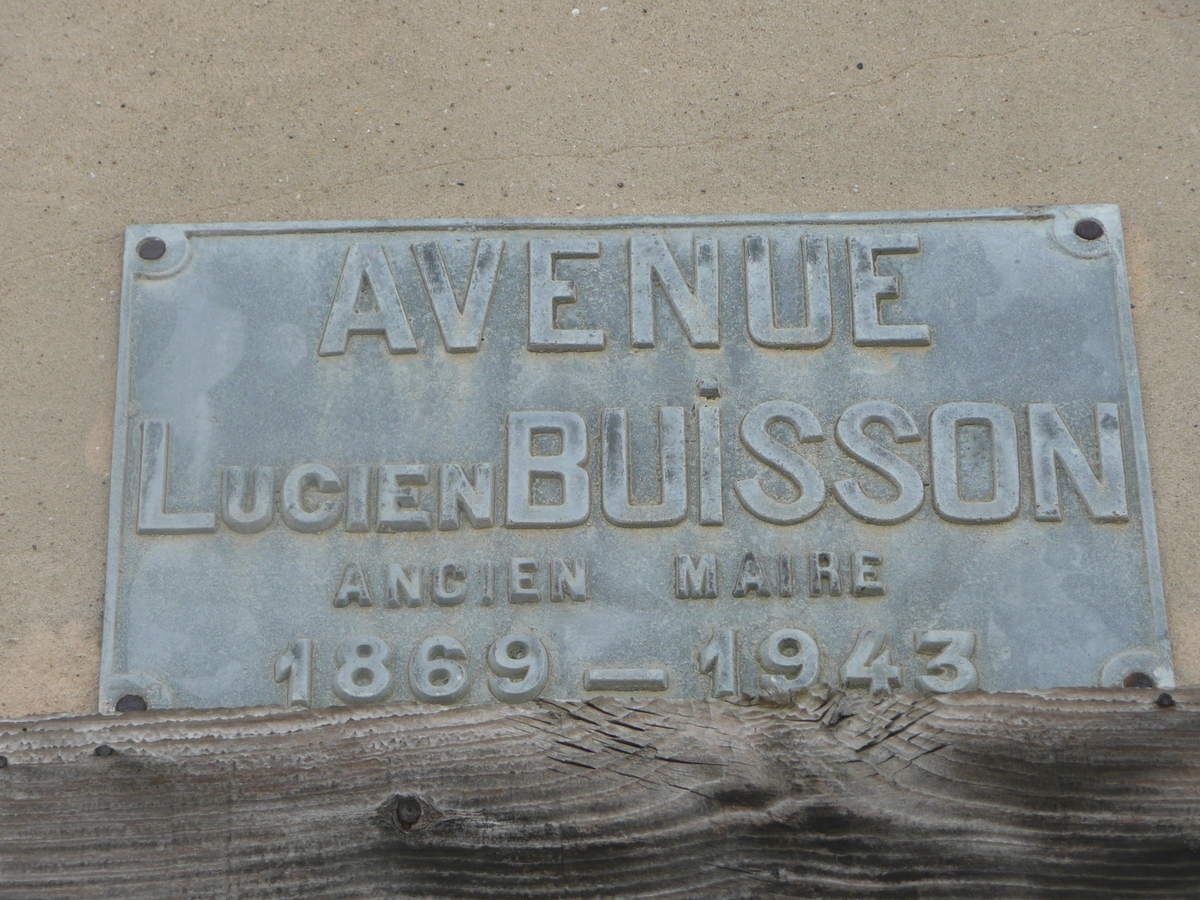 AVENUE
LUCIEN BUiSSON
ANCIEN MAIRE
1869 — 1943